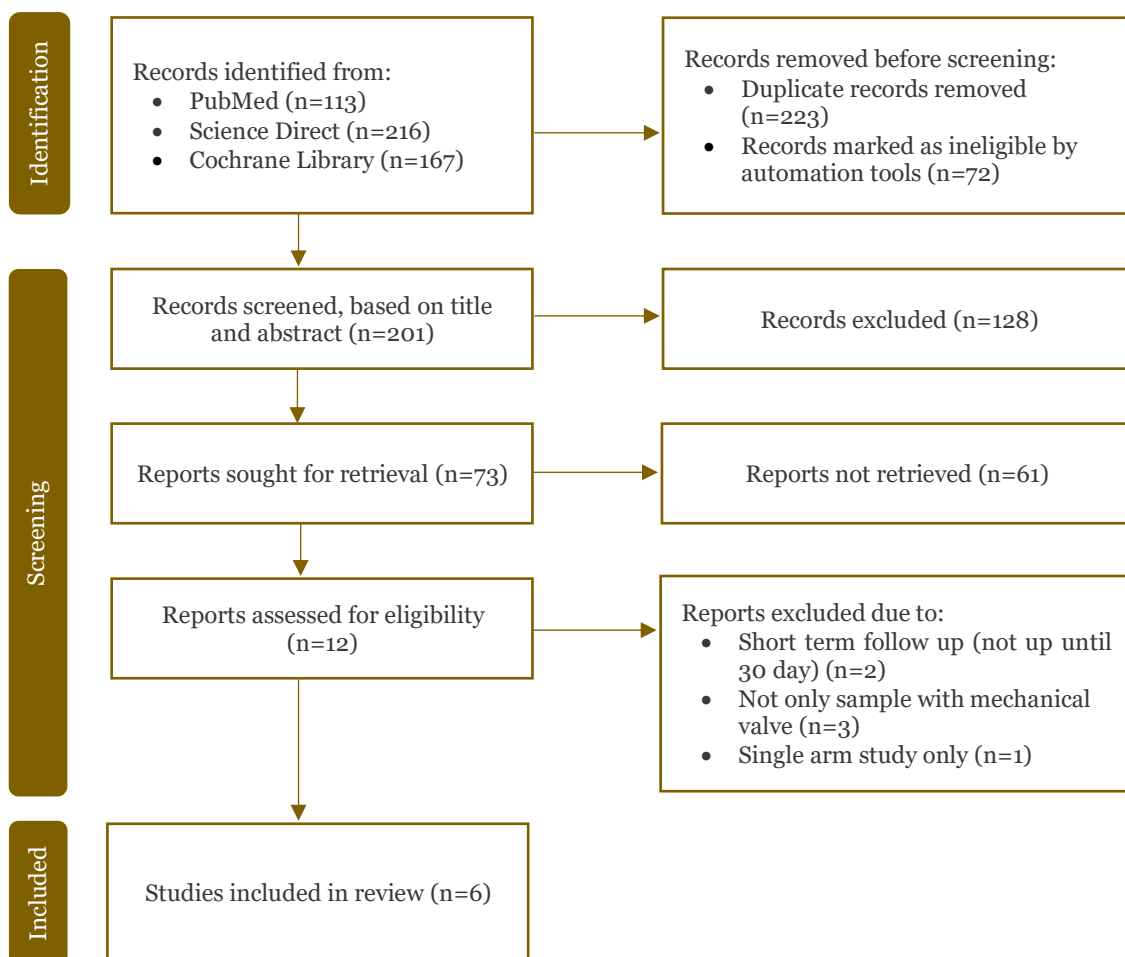 Identification
Records identified from:
• PubMed (n=113)
• Science Direct (n=216)
• Cochrane Library (n=167)
Records removed before screening:
• Duplicate records removed
(n=223)
• Records marked as ineligible by
automation tools (n=72)
Screening
Records screened, based on title
and abstract (n=201)
Records excluded (n=128)
Reports sought for retrieval (n=73)
Reports not retrieved (n=61)
Reports assessed for eligibility
(n=12)
Reports excluded due to:
• Short term follow up (not up until
30 day) (n=2)
• Not only sample with mechanical
valve (n=3)
• Single arm study only (n=1)
Included
Studies included in review (n=6)